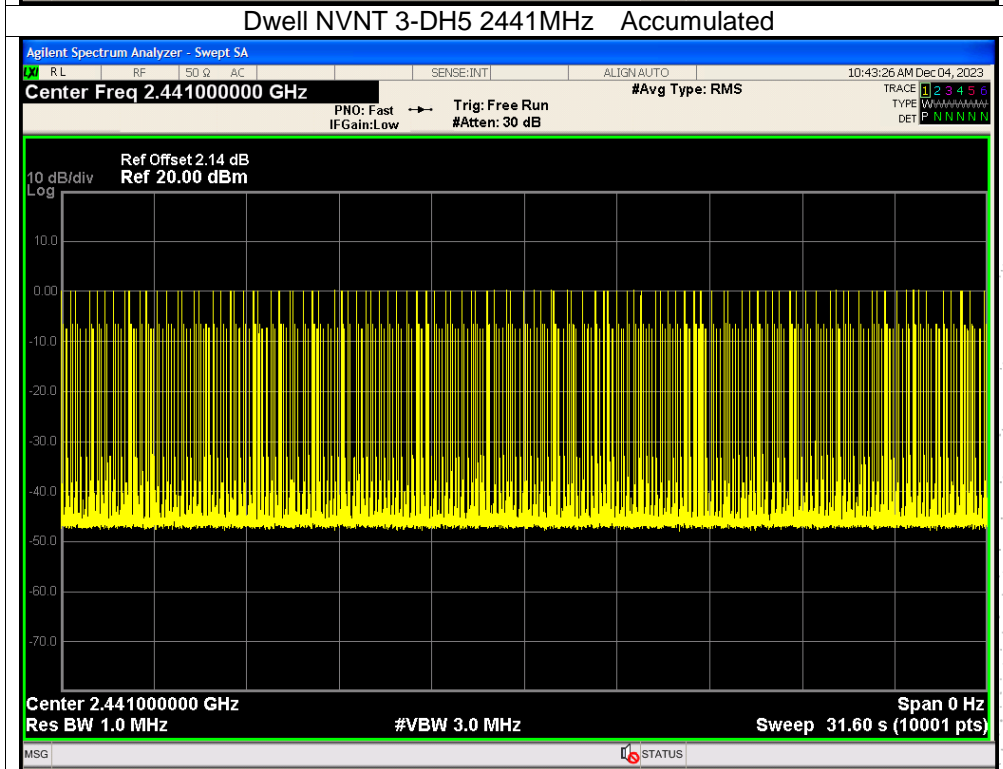 Dwell NVNT 3-DH5 2441MHz Accumulated
Agilent Spectrum Analyzer - Swept SA
LXI RL RF 50 Ω AC SENSE:INT ALIGN AUTO 10:43:26 AM Dec 04, 2023
Center Freq 2.441000000 GHz #Avg Type: RMS TRACE 1 2 3 4 5 6
PNO: Fast Trig: Free Run TYPE W
IFGain:Low #Atten: 30 dB DET P N N N N N
Ref Offset 2.14 dB
10 dB/div Ref 20.00 dBm
Log
10.0
0.00
-10.0
-20.0
-30.0
-40.0
-50.0
-60.0
-70.0
Center 2.441000000 GHz Span 0 Hz
Res BW 1.0 MHz #VBW 3.0 MHz Sweep 31.60 s (10001 pts)
MSG STATUS